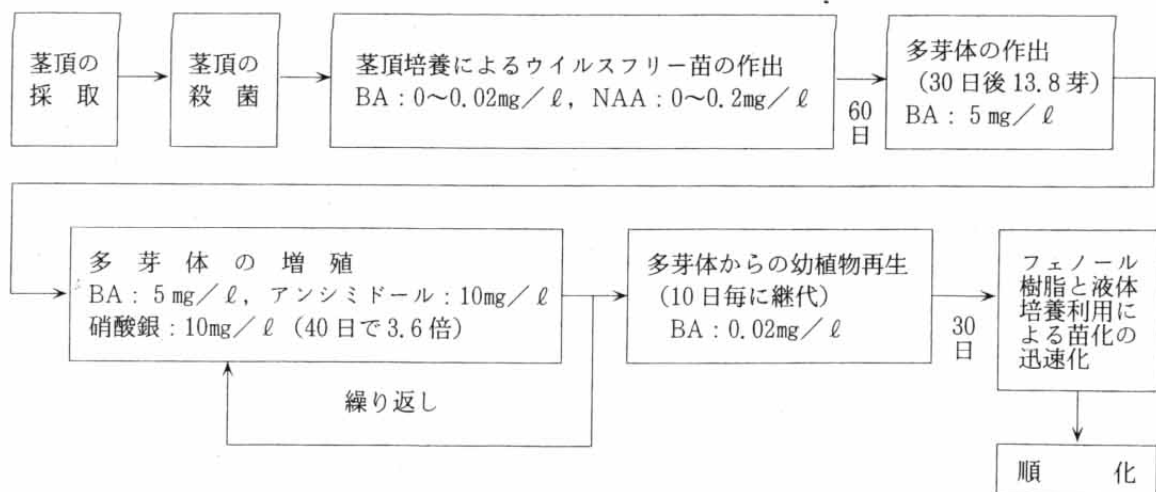 茎頂の
採取
茎頂の
殺菌
茎頂培養によるウイルスフリー苗の作出
BA：0～0.02mg／ℓ，NAA：0～0.2mg／ℓ
60
日
多芽体の作出
（30日後13.8芽）
BA：5mg／ℓ
多芽体の増殖
BA：5mg／ℓ，アンシミドール：10mg／ℓ
硝酸銀：10mg／ℓ（40日で3.6倍）
繰り返し
多芽体からの幼植物再生
（10日毎に継代）
BA：0.02mg／ℓ
30
日
フェノール
樹脂と液体
培養利用に
よる苗化の
迅速化
順化